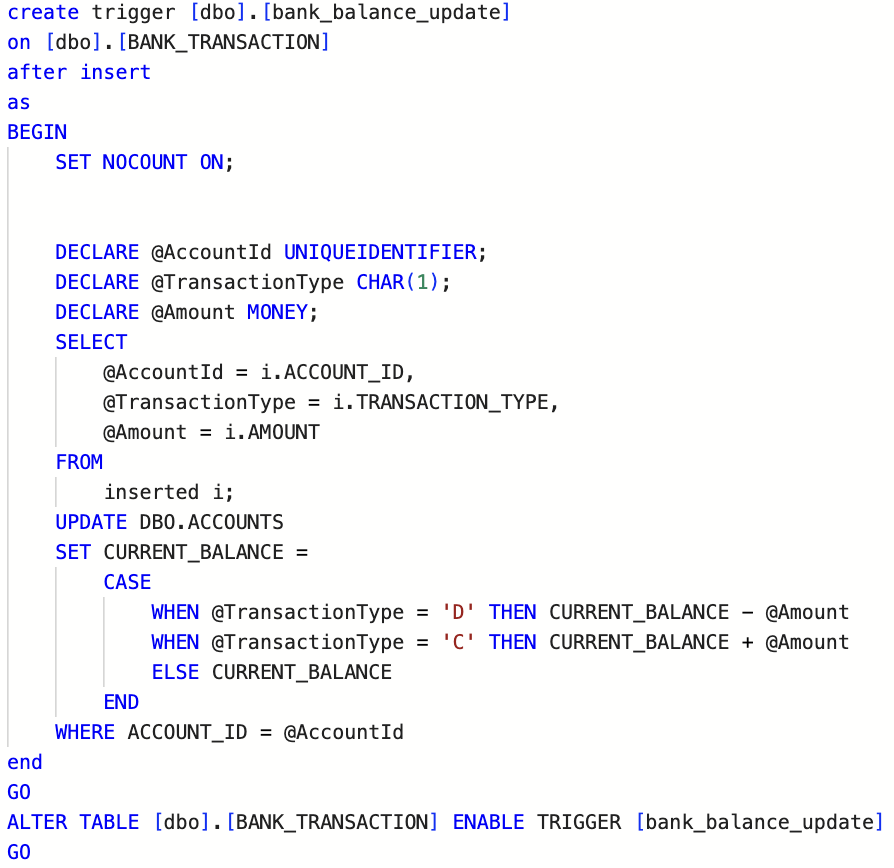 create trigger [dbo].[bank_balance_update]
on [dbo].[BANK_TRANSACTION]
after insert
as
BEGIN
    SET NOCOUNT ON;
    DECLARE @AccountId UNIQUEIDENTIFIER;
    DECLARE @TransactionType CHAR(1);
    DECLARE @Amount MONEY;
    SELECT
        @AccountId = i.ACCOUNT_ID,
        @TransactionType = i.TRANSACTION_TYPE,
        @Amount = i.AMOUNT
    FROM
        inserted i;
    UPDATE DBO.ACCOUNTS
    SET CURRENT_BALANCE =
        CASE
            WHEN @TransactionType = 'D' THEN CURRENT_BALANCE - @Amount
            WHEN @TransactionType = 'C' THEN CURRENT_BALANCE + @Amount
            ELSE CURRENT_BALANCE
        END
    WHERE ACCOUNT_ID = @AccountId
end
GO
ALTER TABLE [dbo].[BANK_TRANSACTION] ENABLE TRIGGER [bank_balance_update]
GO